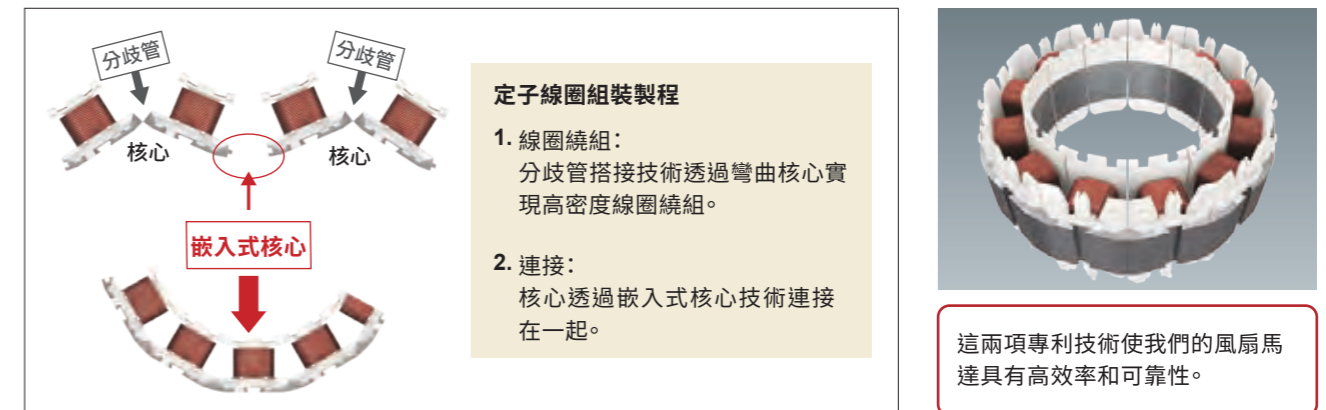 分歧管
分歧管
核心
核心
嵌入式核心
定子線圈組裝製程
1. 線圈繞組：
分歧管搭接技術透過彎曲核心實
現高密度線圈繞組。
2. 連接：
核心透過嵌入式核心技術連接
在一起。
這兩項專利技術使我們的風扇馬
達具有高效率和可靠性。